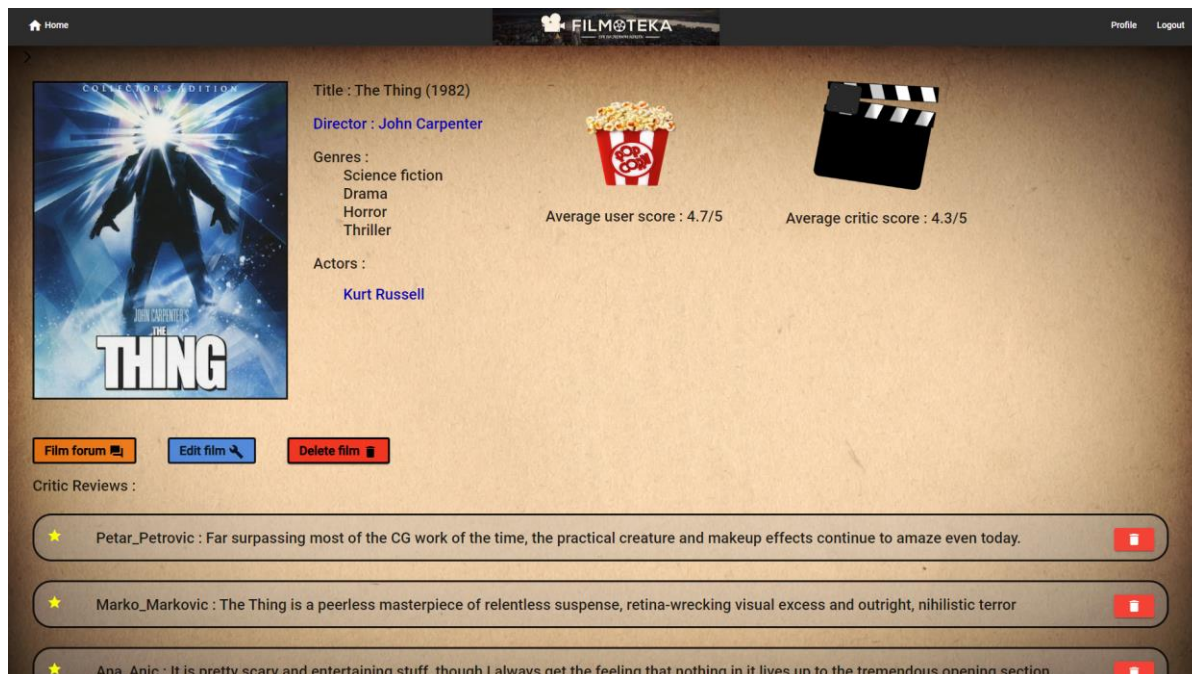 Home
FILMOTEKA
Profile
Logout
COLLECTOR'S EDITION
JOHN CARPENTER'S
THE
THING
Title : The Thing (1982)
Director : John Carpenter
Genres :
Science fiction
Drama
Horror
Thriller
Actors :
Kurt Russell
POP
CORN
Average user score : 4.7/5
Average critic score : 4.3/5
Film forum
Edit film
Delete film
Critic Reviews :
Petar_Petrovic : Far surpassing most of the CG work of the time, the practical creature and makeup effects continue to amaze even today.
Marko_Markovic : The Thing is a peerless masterpiece of relentless suspense, retina-wrecking visual excess and outright, nihilistic terror
Ana_Anic : It is pretty scary and entertaining stuff, though I always get the feeling that nothing in it lives up to the tremendous opening section